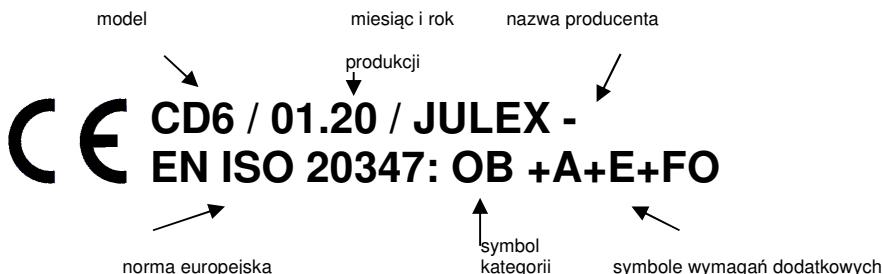 model miesiąc i rok nazwa producenta
produkcji
CE CD6 / 01.20 / JULEX -
EN ISO 20347: OB +A+E+FO
norma europejska symbol kategorii symbole wymagań dodatkowych